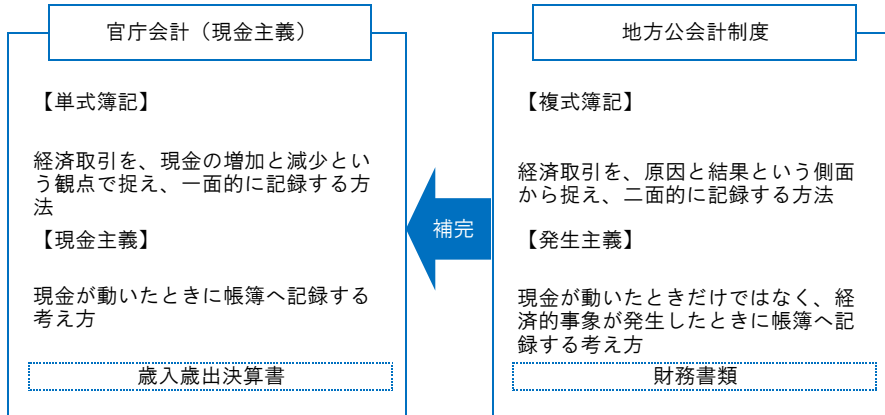 官庁会計（現金主義）
【単式簿記】
経済取引を、現金の増加と減少とい
う観点で捉え、一面的に記録する方
法
【現金主義】
現金が動いたときに帳簿へ記録する
考え方
歳入歳出決算書
補完
地方公会計制度
【複式簿記】
経済取引を、原因と結果という側面
から捉え、二面的に記録する方法
【発生主義】
現金が動いたときだけではなく、経
済的事象が発生したときに帳簿へ記
録する考え方
財務書類